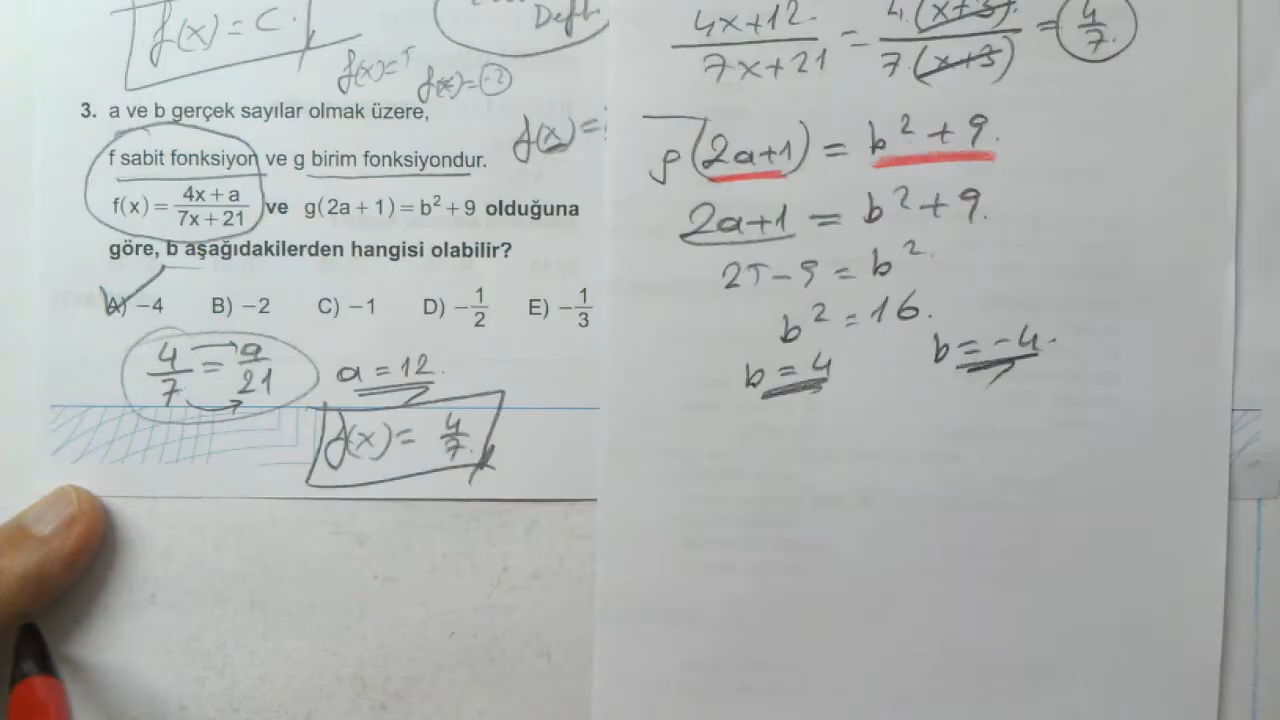 f(x) = C.
Deft
f(x)=5
f(x)=-2
3. a ve b gerçek sayılar olmak üzere,
f(x)=
f sabit fonksiyon ve g birim fonksiyondur.
f(x) = (4x + a)/(7x + 21) ve g(2a + 1) = b² + 9 olduğuna
göre, b aşağıdakilerden hangisi olabilir?
A) −4 B) −2 C) −1 D) −1/2 E) −1/3
4/7 = a/21
a = 12
f(x) = 4/7
(4x+12)/(7x+21) = 4.(x+3)/7.(x+3) = 4/7
g(2a+1) = b² + 9.
2a+1 = b² + 9.
25 − 9 = b².
b² = 16.
b = 4 b = −4.